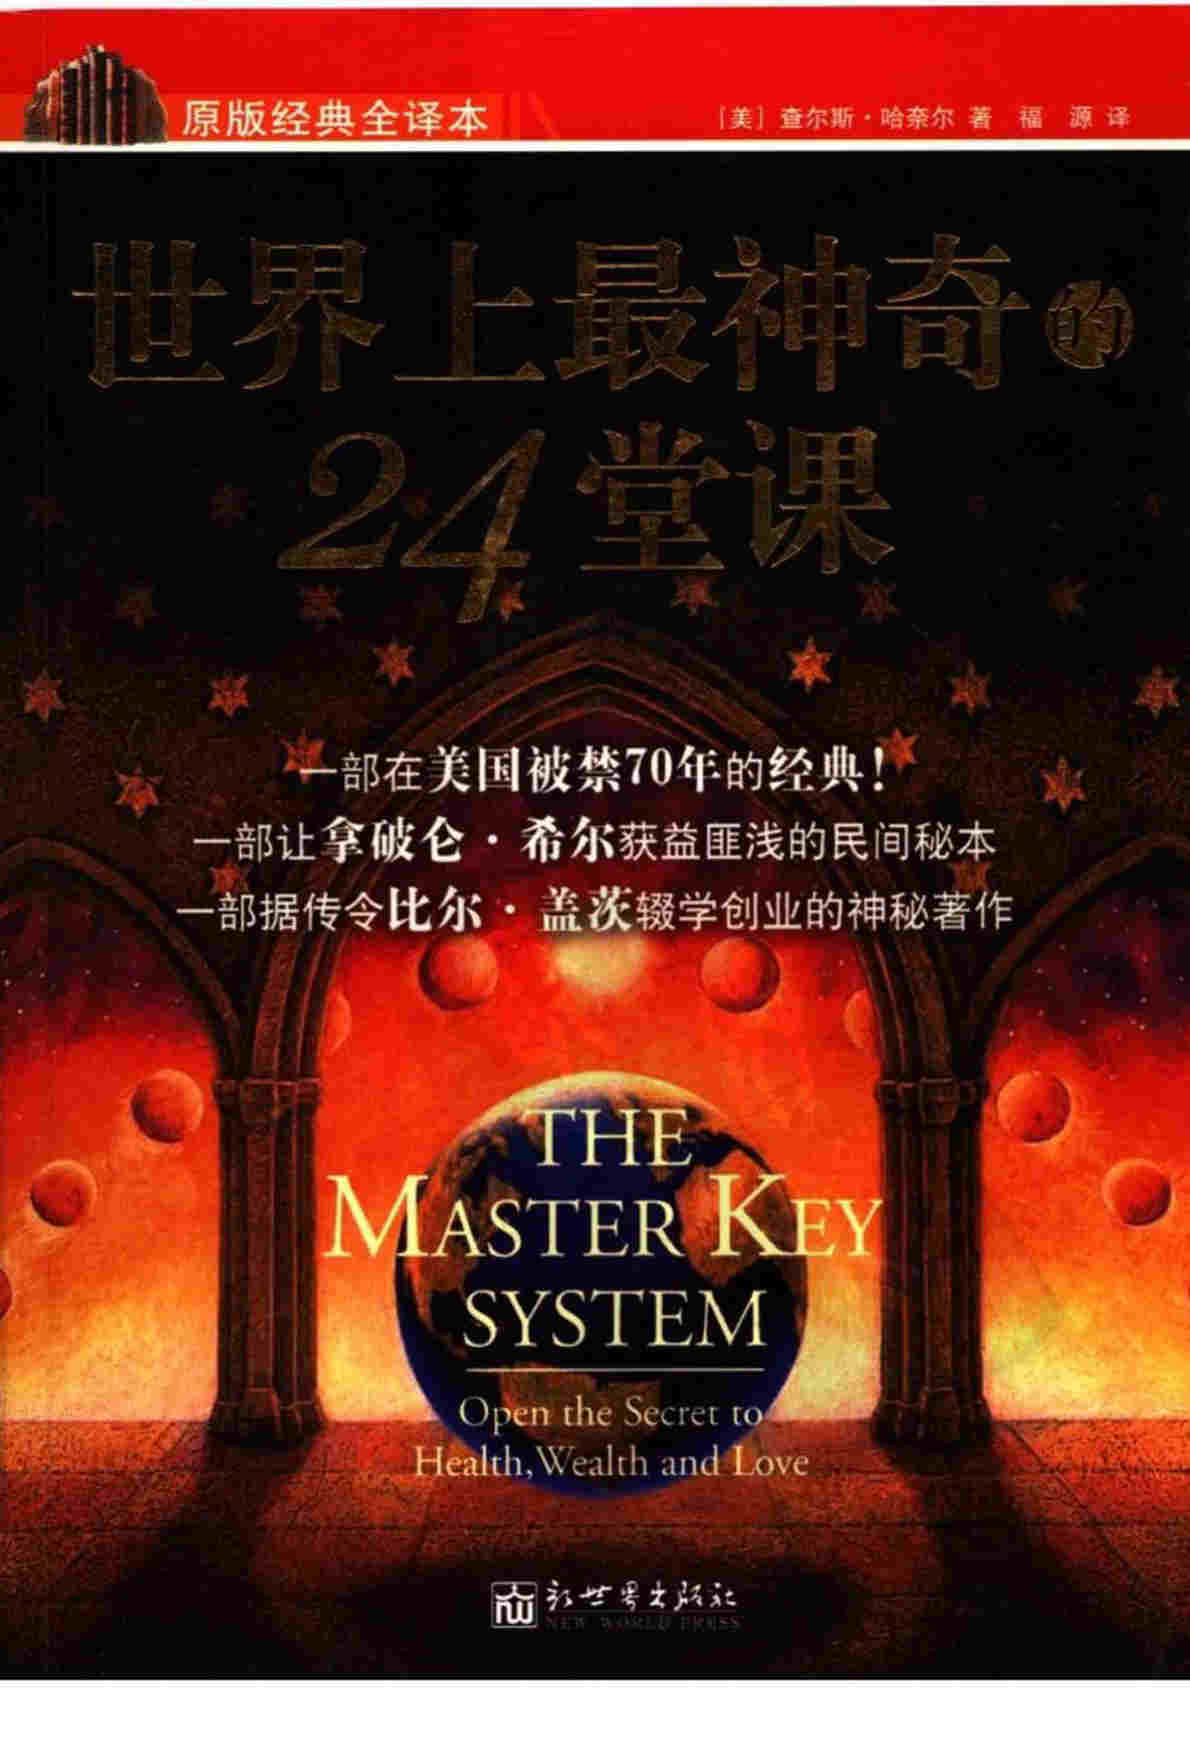 原版经典全译本
[美] 查尔斯·哈奈尔 著 福 源 译
世界上最神奇的
24堂课
一部在美国被禁70年的经典！
一部让拿破仑·希尔获益匪浅的民间秘本
一部据传令比尔·盖茨辍学创业的神秘著作
THE
MASTER KEY
SYSTEM
Open the Secret to
Health, Wealth and Love
新世界出版社
NEW WORLD PRESS